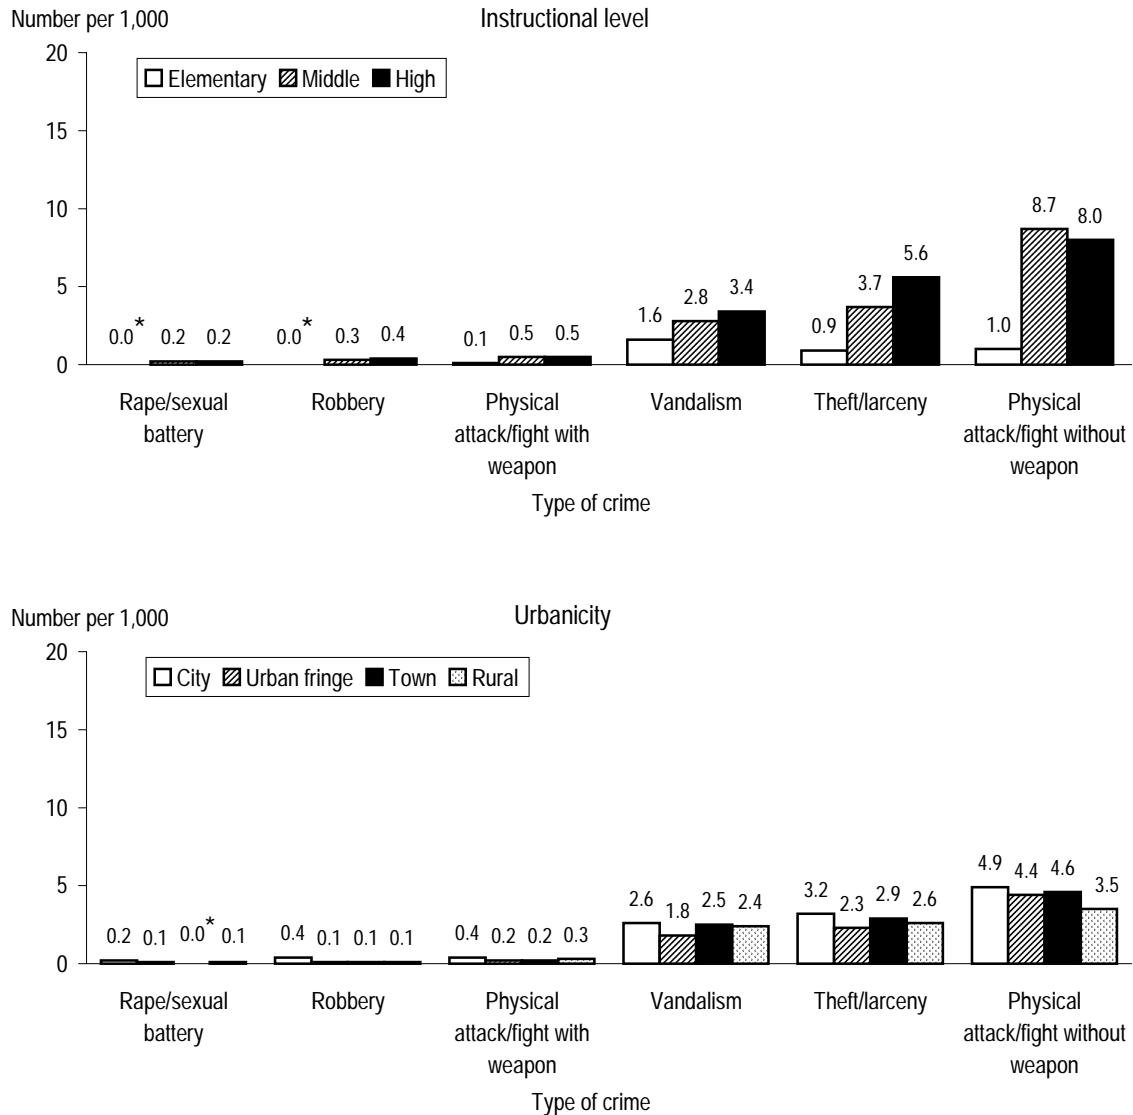 Number per 1,000
Instructional level
20
Elementary Middle High
15
10
5
0
0.0* 0.2 0.2
0.0* 0.3 0.4
0.1 0.5 0.5
1.6 2.8 3.4
0.9 3.7 5.6
1.0 8.7 8.0
Rape/sexual
battery
Robbery
Physical
attack/fight with
weapon
Vandalism
Theft/larceny
Physical
attack/fight without
weapon
Type of crime
Number per 1,000
Urbanicity
20
City Urban fringe Town Rural
15
10
5
0
0.2 0.1 0.0* 0.1
0.4 0.1 0.1 0.1
0.4 0.2 0.2 0.3
2.6 1.8 2.5 2.4
3.2 2.3 2.9 2.6
4.9 4.4 4.6 3.5
Rape/sexual
battery
Robbery
Physical
attack/fight with
weapon
Vandalism
Theft/larceny
Physical
attack/fight without
weapon
Type of crime